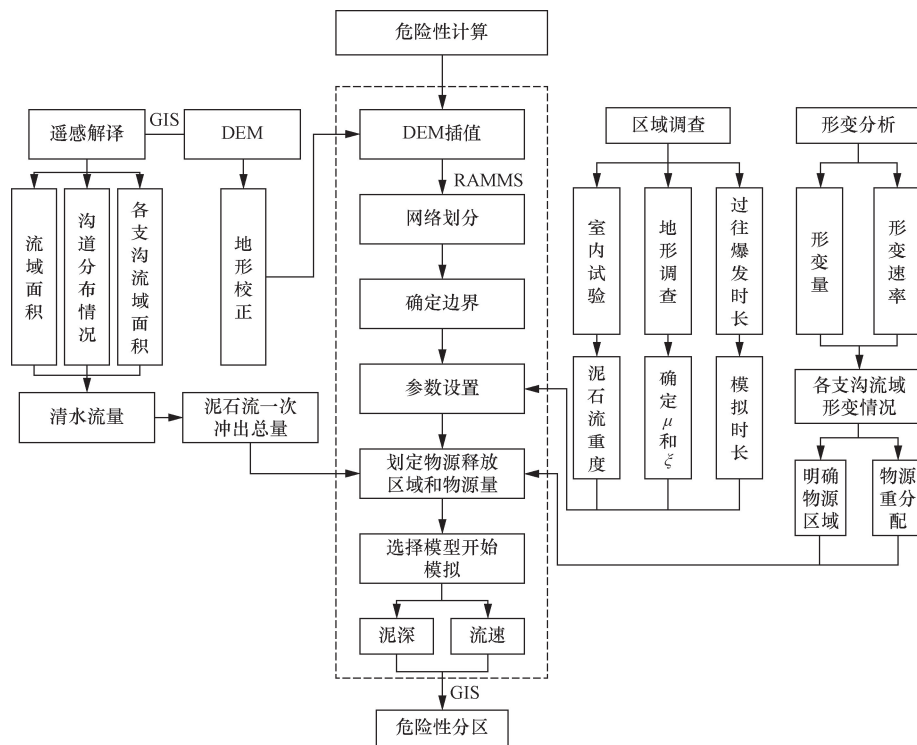 危险性计算
遥感解译
GIS
DEM
DEM插值
区域调查
形变分析
RAMMS
流域面积
沟道分布情况
各支沟流域面积
地形校正
网络划分
室内试验
地形调查
过往爆发时长
形变量
形变速率
确定边界
清水流量
泥石流一次
冲出总量
参数设置
泥石流重度
确定μ和ξ
模拟时长
各支沟流域
形变情况
划定物源释放
区域和物源量
明确
物源
区域
物源
重分
配
选择模型开始
模拟
泥深
流速
GIS
危险性分区